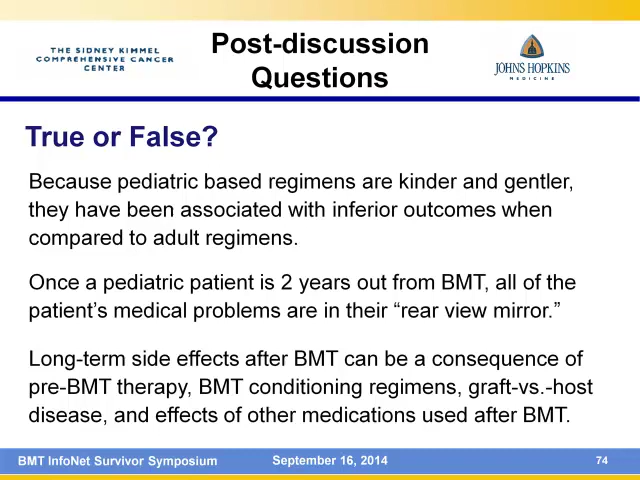 THE SIDNEY KIMMEL
COMPREHENSIVE CANCER
CENTER
Post-discussion
Questions
JOHNS HOPKINS
MEDICINE
True or False?
Because pediatric based regimens are kinder and gentler,
they have been associated with inferior outcomes when
compared to adult regimens.
Once a pediatric patient is 2 years out from BMT, all of the
patient’s medical problems are in their “rear view mirror.”
Long-term side effects after BMT can be a consequence of
pre-BMT therapy, BMT conditioning regimens, graft-vs.-host
disease, and effects of other medications used after BMT.
BMT InfoNet Survivor Symposium
September 16, 2014
74